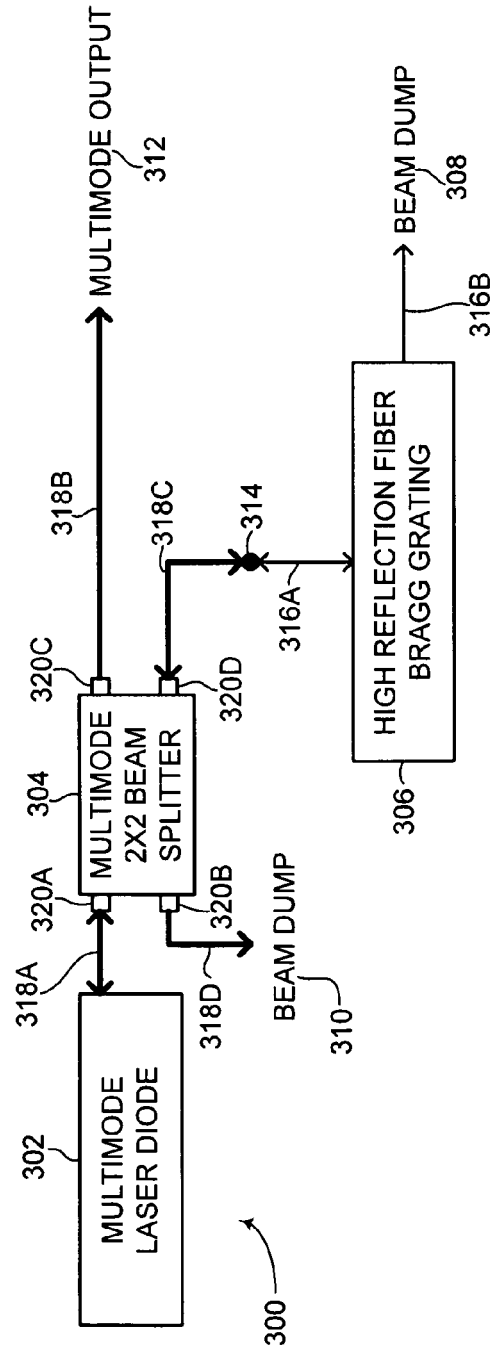 300
302
MULTIMODE
LASER DIODE
318A
320A
304
MULTIMODE
2X2 BEAM
SPLITTER
320B
318D
BEAM DUMP
310
320C
320D
318B
MULTIMODE OUTPUT
312
318C
314
316A
306
HIGH REFLECTION FIBER
BRAGG GRATING
316B
BEAM DUMP
308